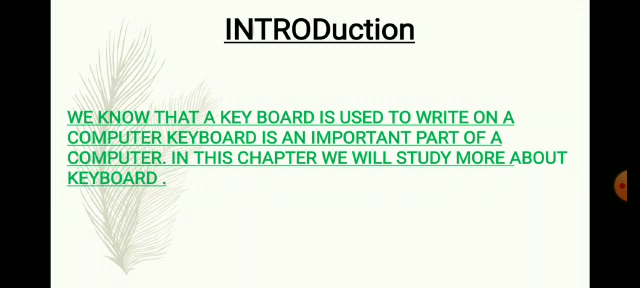 INTRODuction
WE KNOW THAT A KEY BOARD IS USED TO WRITE ON A
COMPUTER KEYBOARD IS AN IMPORTANT PART OF A
COMPUTER. IN THIS CHAPTER WE WILL STUDY MORE ABOUT
KEYBOARD .